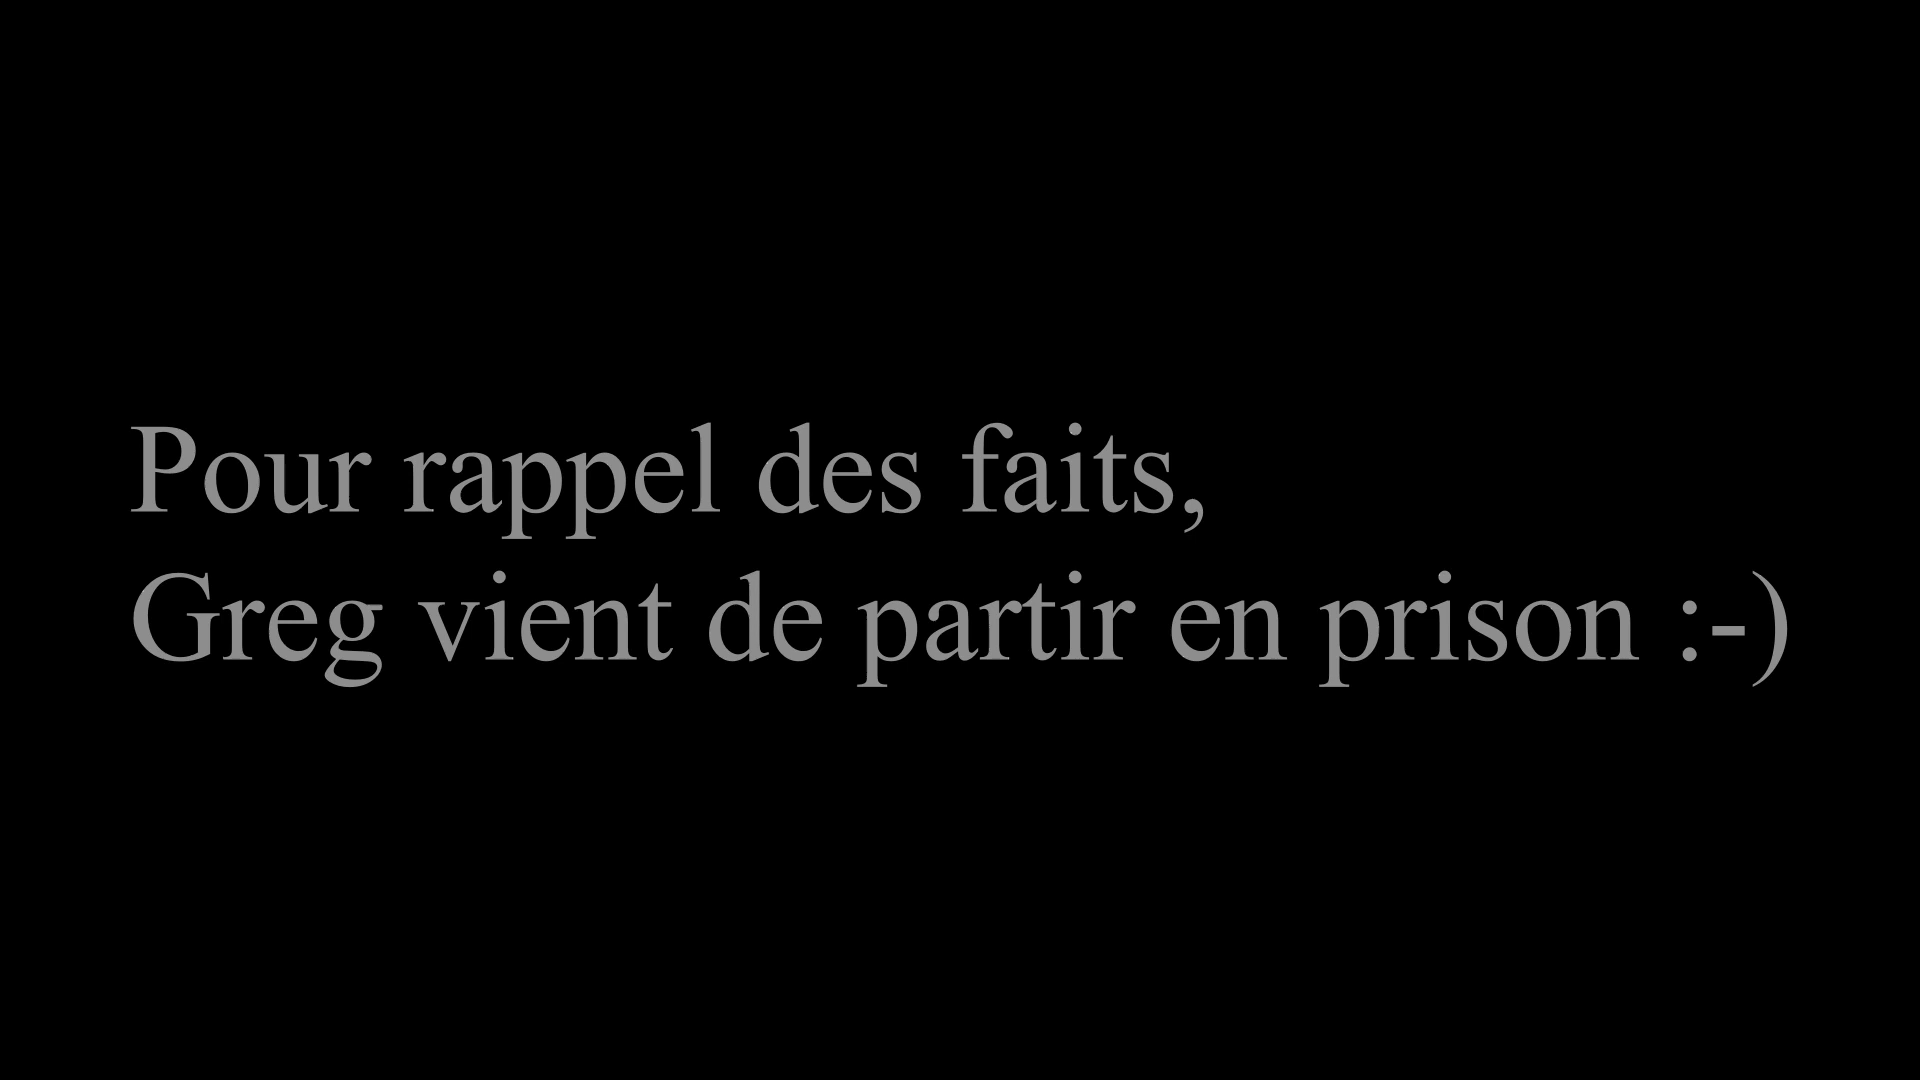 Pour rappel des faits,
Greg vient de partir en prison :-)